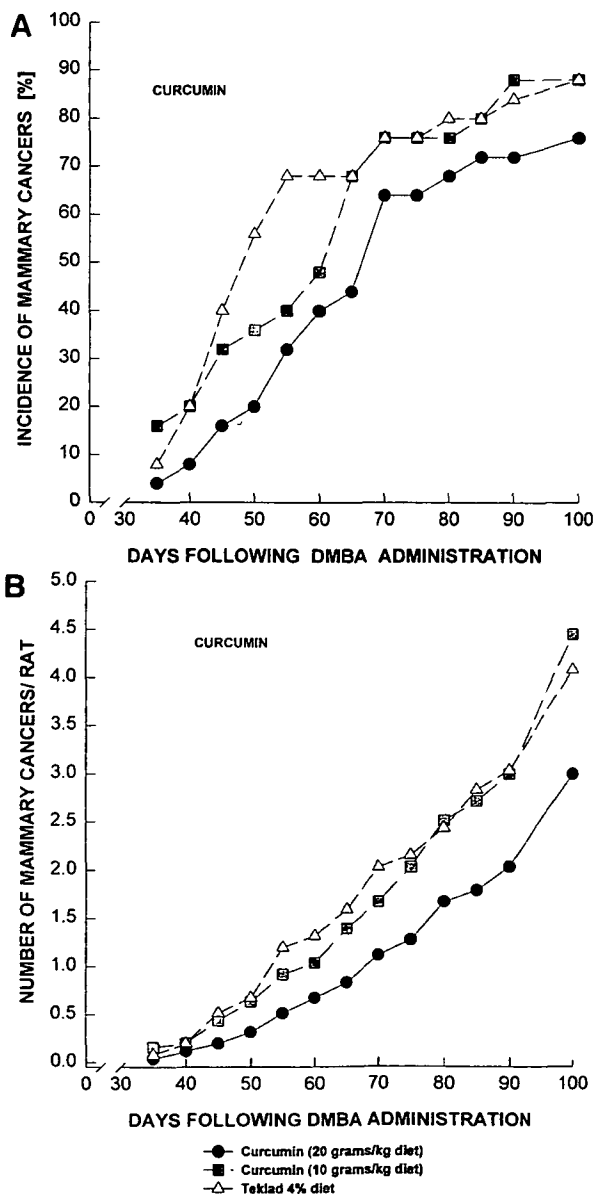 A
CURCUMIN
INCIDENCE OF MAMMARY CANCERS [%]
100
90
80
70
60
50
40
30
20
10
0
0 30 40 50 60 70 80 90 100
DAYS FOLLOWING DMBA ADMINISTRATION
B
CURCUMIN
NUMBER OF MAMMARY CANCERS/ RAT
5.0
4.5
4.0
3.5
3.0
2.5
2.0
1.5
1.0
0.5
0.0
0 30 40 50 60 70 80 90 100
DAYS FOLLOWING DMBA ADMINISTRATION
Curcumin (20 grams/kg diet)
Curcumin (10 grams/kg diet)
Teklad 4% diet